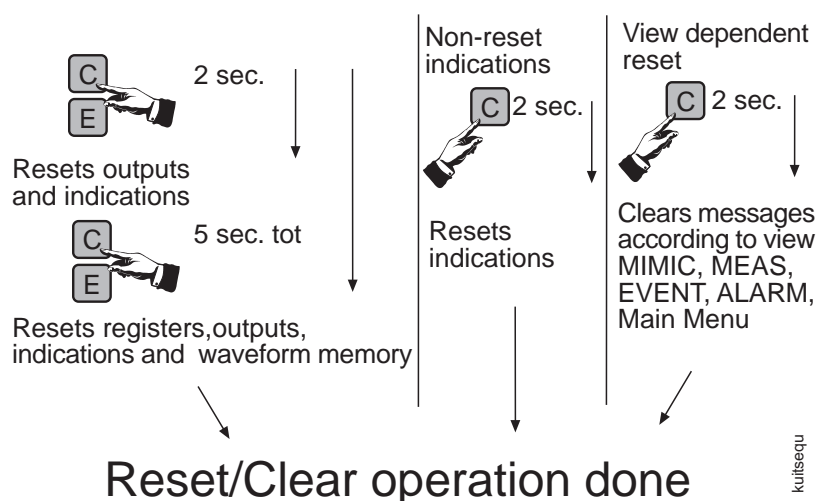 C
E
2 sec.
Resets outputs
and indications
C
E
5 sec. tot
Resets registers,outputs,
indications and waveform memory
Non-reset
indications
C
2 sec.
Resets
indications
View dependent
reset
C
2 sec.
Clears messages
according to view
MIMIC, MEAS,
EVENT, ALARM,
Main Menu
Reset/Clear operation done
kuitsequ